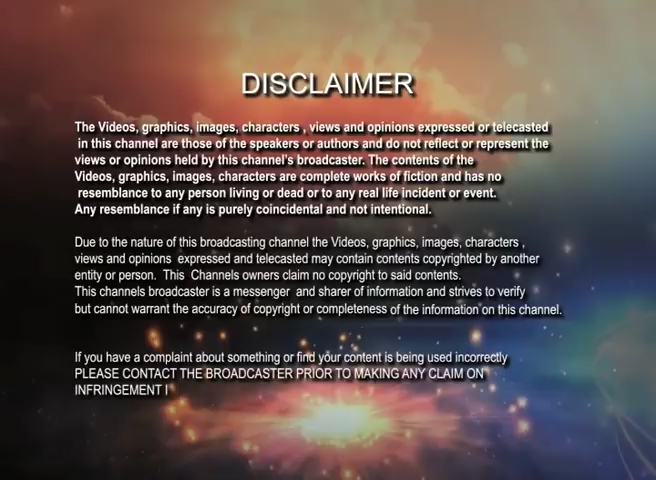 DISCLAIMER
The Videos, graphics, images, characters , views and opinions expressed or telecasted
in this channel are those of the speakers or authors and do not reflect or represent the
views or opinions held by this channel's broadcaster. The contents of the
Videos, graphics, images, characters are complete works of fiction and has no
resemblance to any person living or dead or to any real life incident or event.
Any resemblance if any is purely coincidental and not intentional.
Due to the nature of this broadcasting channel the Videos, graphics, images, characters ,
views and opinions expressed and telecasted may contain contents copyrighted by another
entity or person. This Channels owners claim no copyright to said contents.
This channels broadcaster is a messenger and sharer of information and strives to verify
but cannot warrant the accuracy of copyright or completeness of the information on this channel.
If you have a complaint about something or find your content is being used incorrectly
PLEASE CONTACT THE BROADCASTER PRIOR TO MAKING ANY CLAIM ON
INFRINGEMENT I